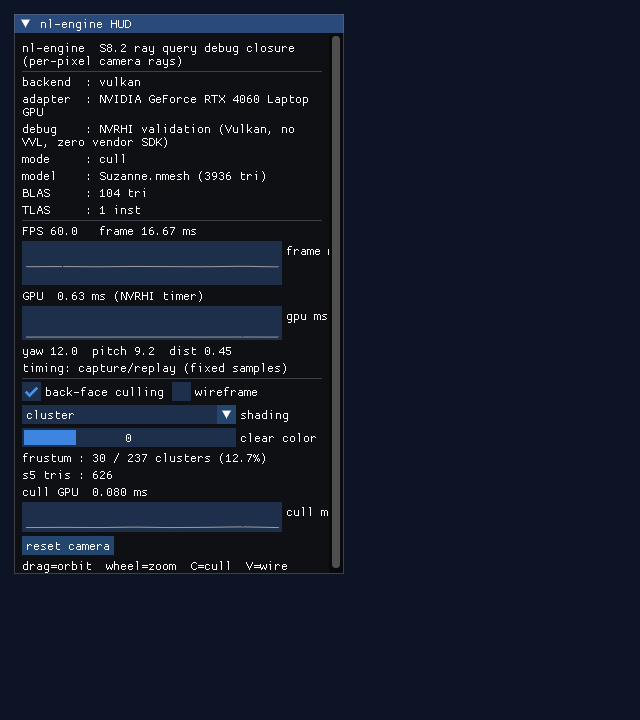 nl-engine HUD
nl-engine  S8.2 ray query debug closure
(per-pixel camera rays)
backend  : vulkan
adapter  : NVIDIA GeForce RTX 4060 Laptop
GPU
debug    : NVRHI validation (Vulkan, no
VVL, zero vendor SDK)
mode     : cull
model    : Suzanne.nmesh (3936 tri)
BLAS     : 104 tri
TLAS     : 1 inst
FPS 60.0   frame 16.67 ms
frame
GPU  0.63 ms (NVRHI timer)
gpu ms
yaw 12.0  pitch 9.2  dist 0.45
timing: capture/replay (fixed samples)
back-face culling  wireframe
cluster  shading
0  clear color
frustum : 30 / 237 clusters (12.7%)
s5 tris : 626
cull GPU  0.080 ms
cull m
reset camera
drag=orbit  wheel=zoom  C=cull  V=wire